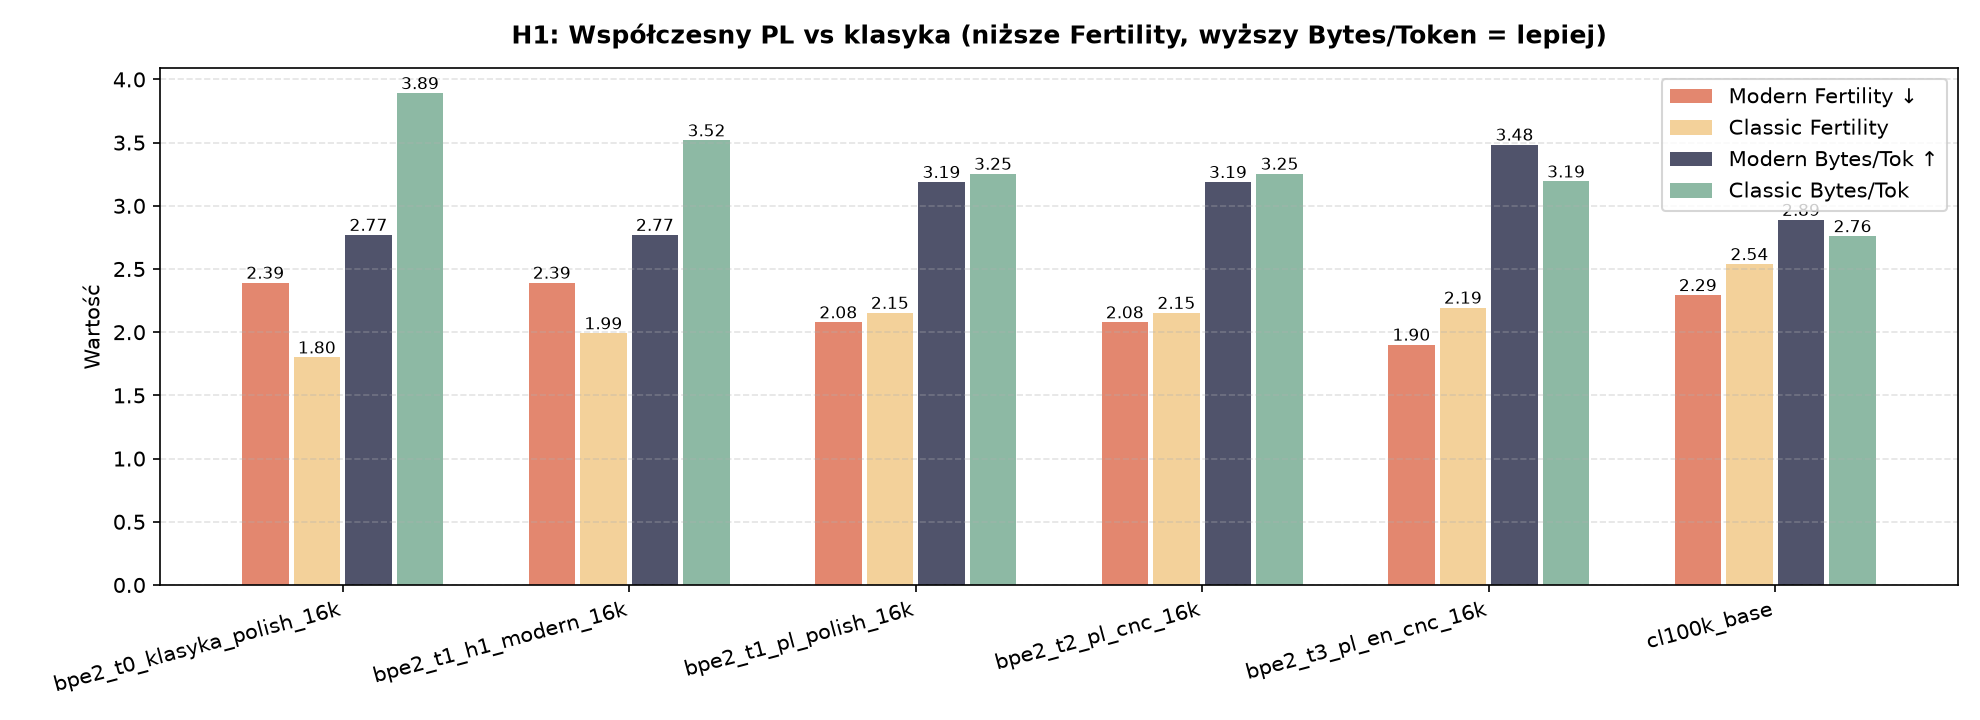 H1: Współczesny PL vs klasyka (niższe Fertility, wyższy Bytes/Token = lepiej)
Wartość
4.0
3.5
3.0
2.5
2.0
1.5
1.0
0.5
0.0
Modern Fertility ↓
Classic Fertility
Modern Bytes/Tok ↑
Classic Bytes/Tok
2.39 1.80 2.77 3.89
2.39 1.99 2.77 3.52
2.08 2.15 3.19 3.25
2.08 2.15 3.19 3.25
1.90 2.19 3.48 3.19
2.29 2.54 2.89 2.76
bpe2_t0_klasyka_polish_16k
bpe2_t1_h1_modern_16k
bpe2_t1_pl_polish_16k
bpe2_t2_pl_cnc_16k
bpe2_t3_pl_en_cnc_16k
cl100k_base